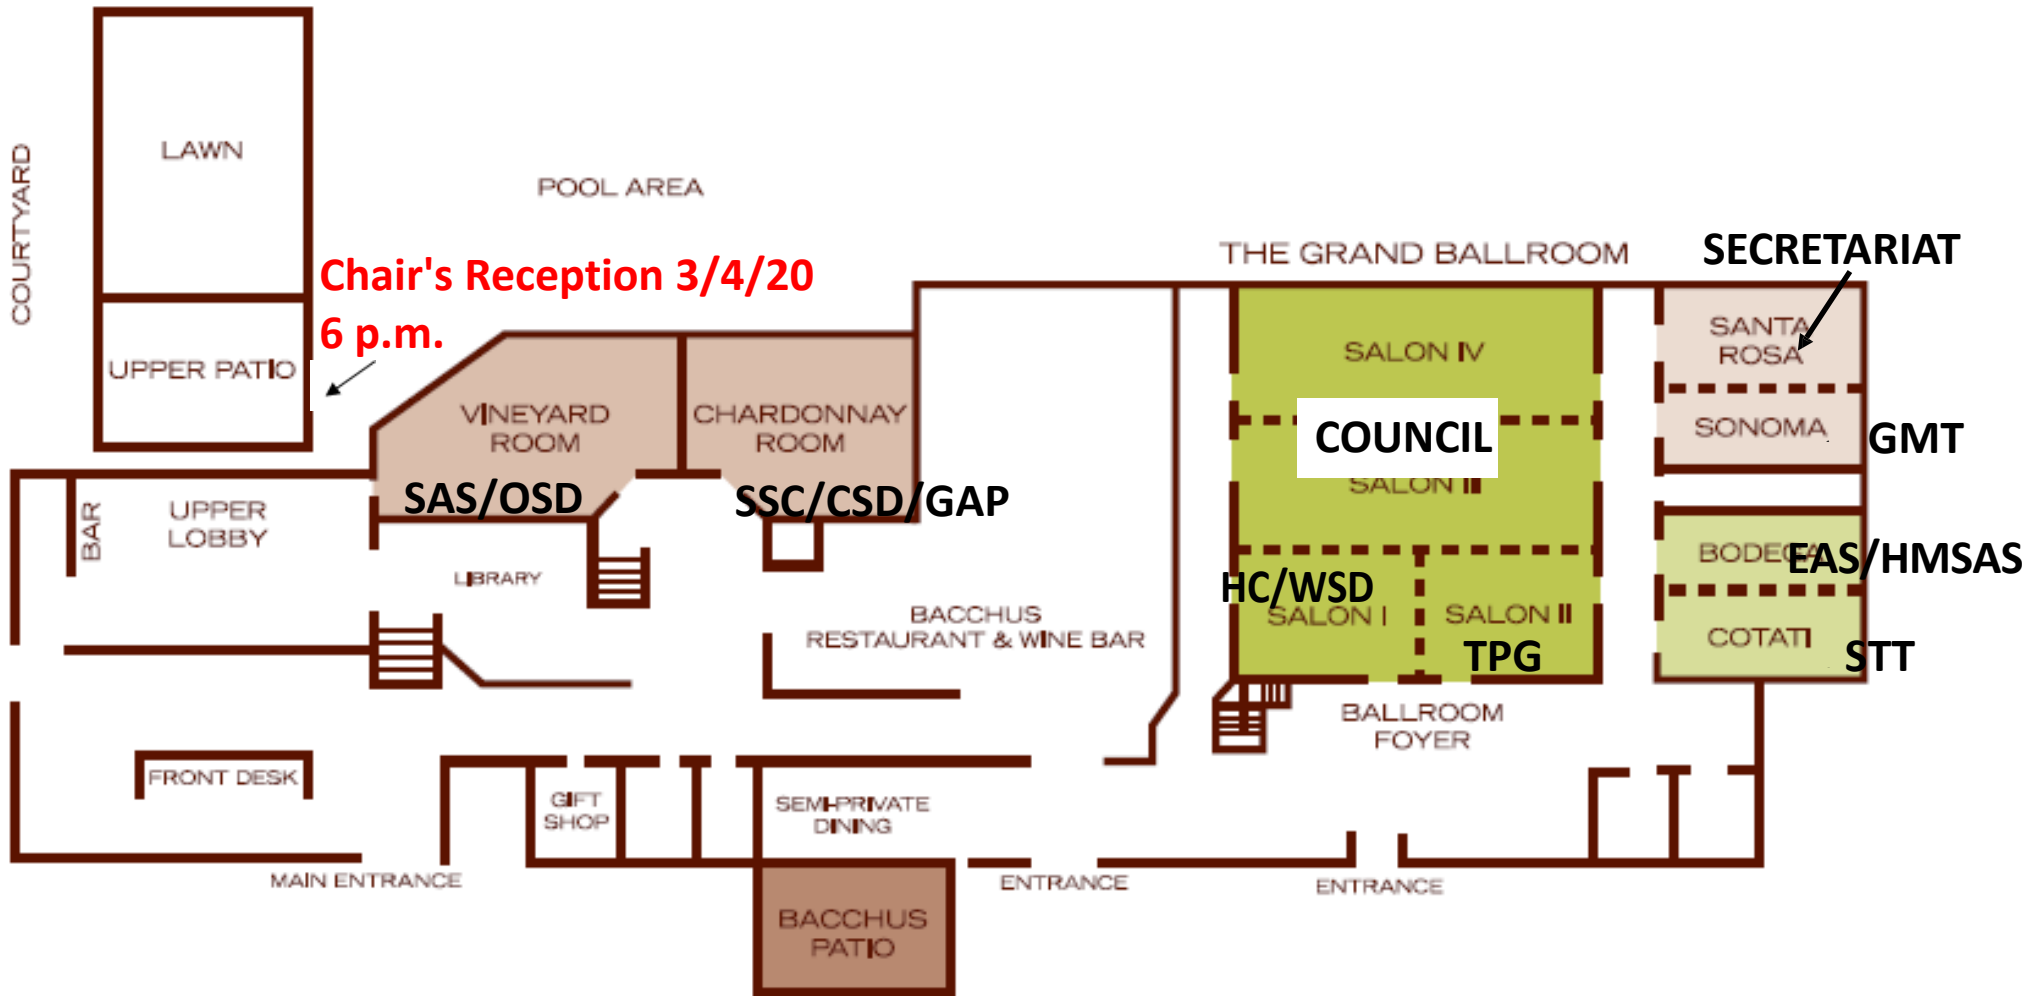 LAWN
COURTYARD
POOL AREA
Chair's Reception 3/4/20
6 p.m.
UPPER PATIO
THE GRAND BALLROOM
SECRETARIAT
SANTA
ROSA
SONOMA
GMT
SALON IV
COUNCIL
SALON III
VINEYARD
ROOM
SAS/OSD
CHARDONNAY
ROOM
SSC/CSD/GAP
BAR
UPPER
LOBBY
LIBRARY
BACCHUS
RESTAURANT & WINE BAR
HC/WSD
SALON I
SALON II
TPG
BODEGA
EAS/HMSAS
COTATI
STT
BALLROOM
FOYER
FRONT DESK
GIFT
SHOP
SEMI-PRIVATE
DINING
MAIN ENTRANCE
ENTRANCE
ENTRANCE
BACCHUS
PATIO